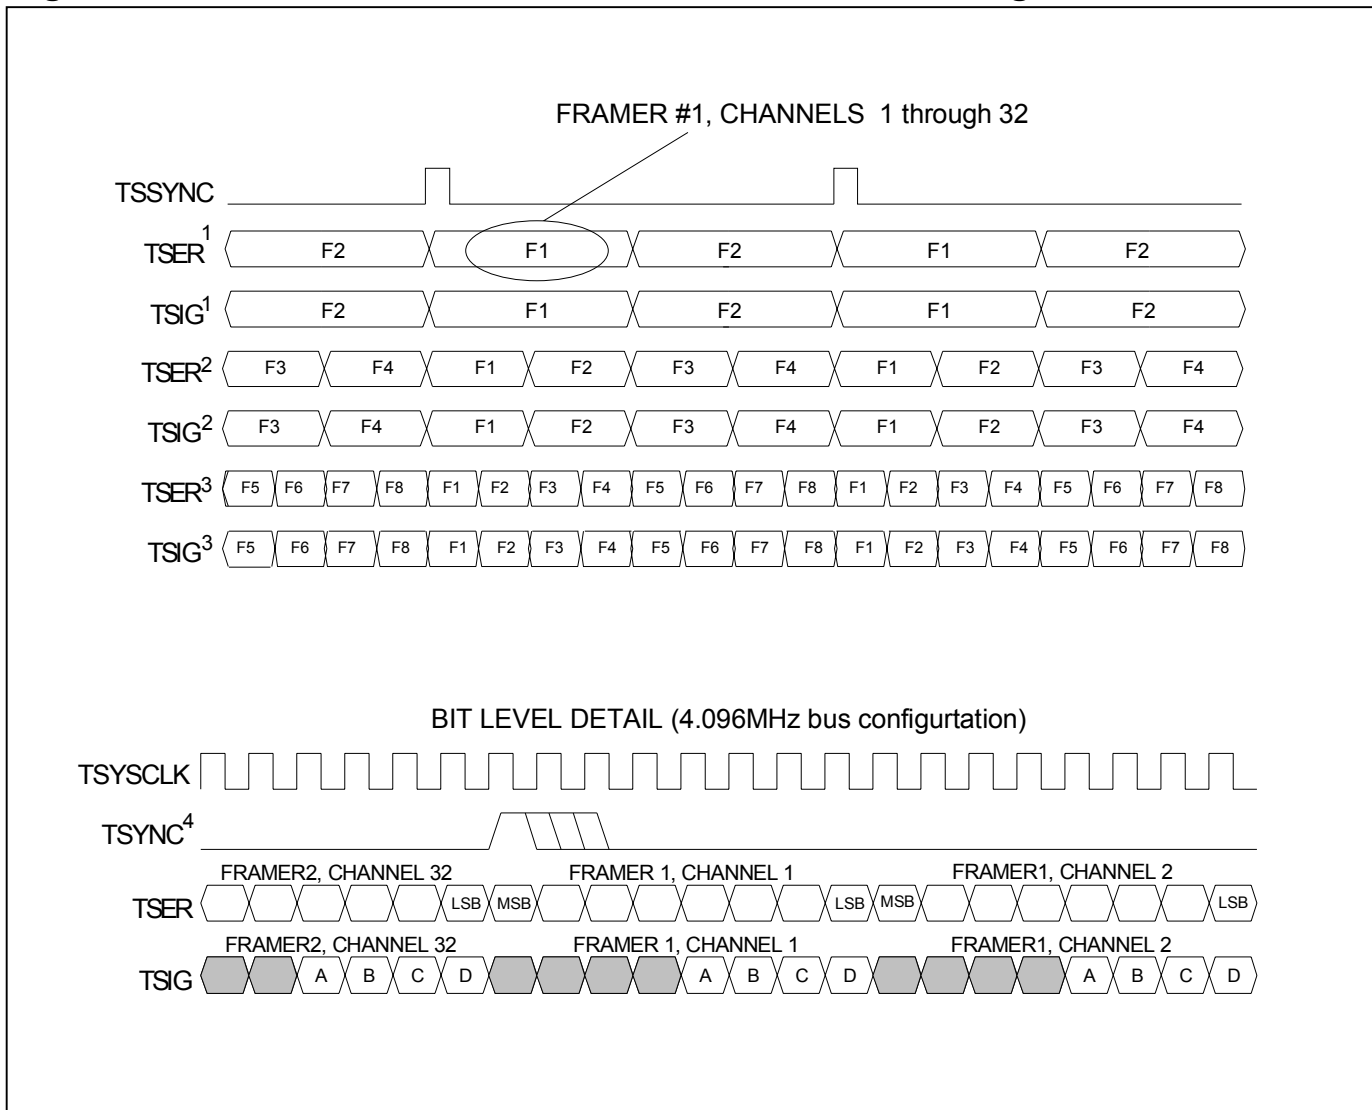 FRAMER #1, CHANNELS 1 through 32
TSSYNC
TSER1 F2 F1 F2 F1 F2
TSIG1 F2 F1 F2 F1 F2
TSER2 F3 F4 F1 F2 F3 F4 F1 F2 F3 F4
TSIG2 F3 F4 F1 F2 F3 F4 F1 F2 F3 F4
TSER3 F5 F6 F7 F8 F1 F2 F3 F4 F5 F6 F7 F8 F1 F2 F3 F4 F5 F6 F7 F8
TSIG3 F5 F6 F7 F8 F1 F2 F3 F4 F5 F6 F7 F8 F1 F2 F3 F4 F5 F6 F7 F8
BIT LEVEL DETAIL (4.096MHz bus configurtation)
TSYSCLK
TSYNC4
FRAMER2, CHANNEL 32 FRAMER 1, CHANNEL 1 FRAMER1, CHANNEL 2
TSER LSB MSB LSB MSB LSB
FRAMER2, CHANNEL 32 FRAMER 1, CHANNEL 1 FRAMER1, CHANNEL 2
TSIG A B C D A B C D A B C D